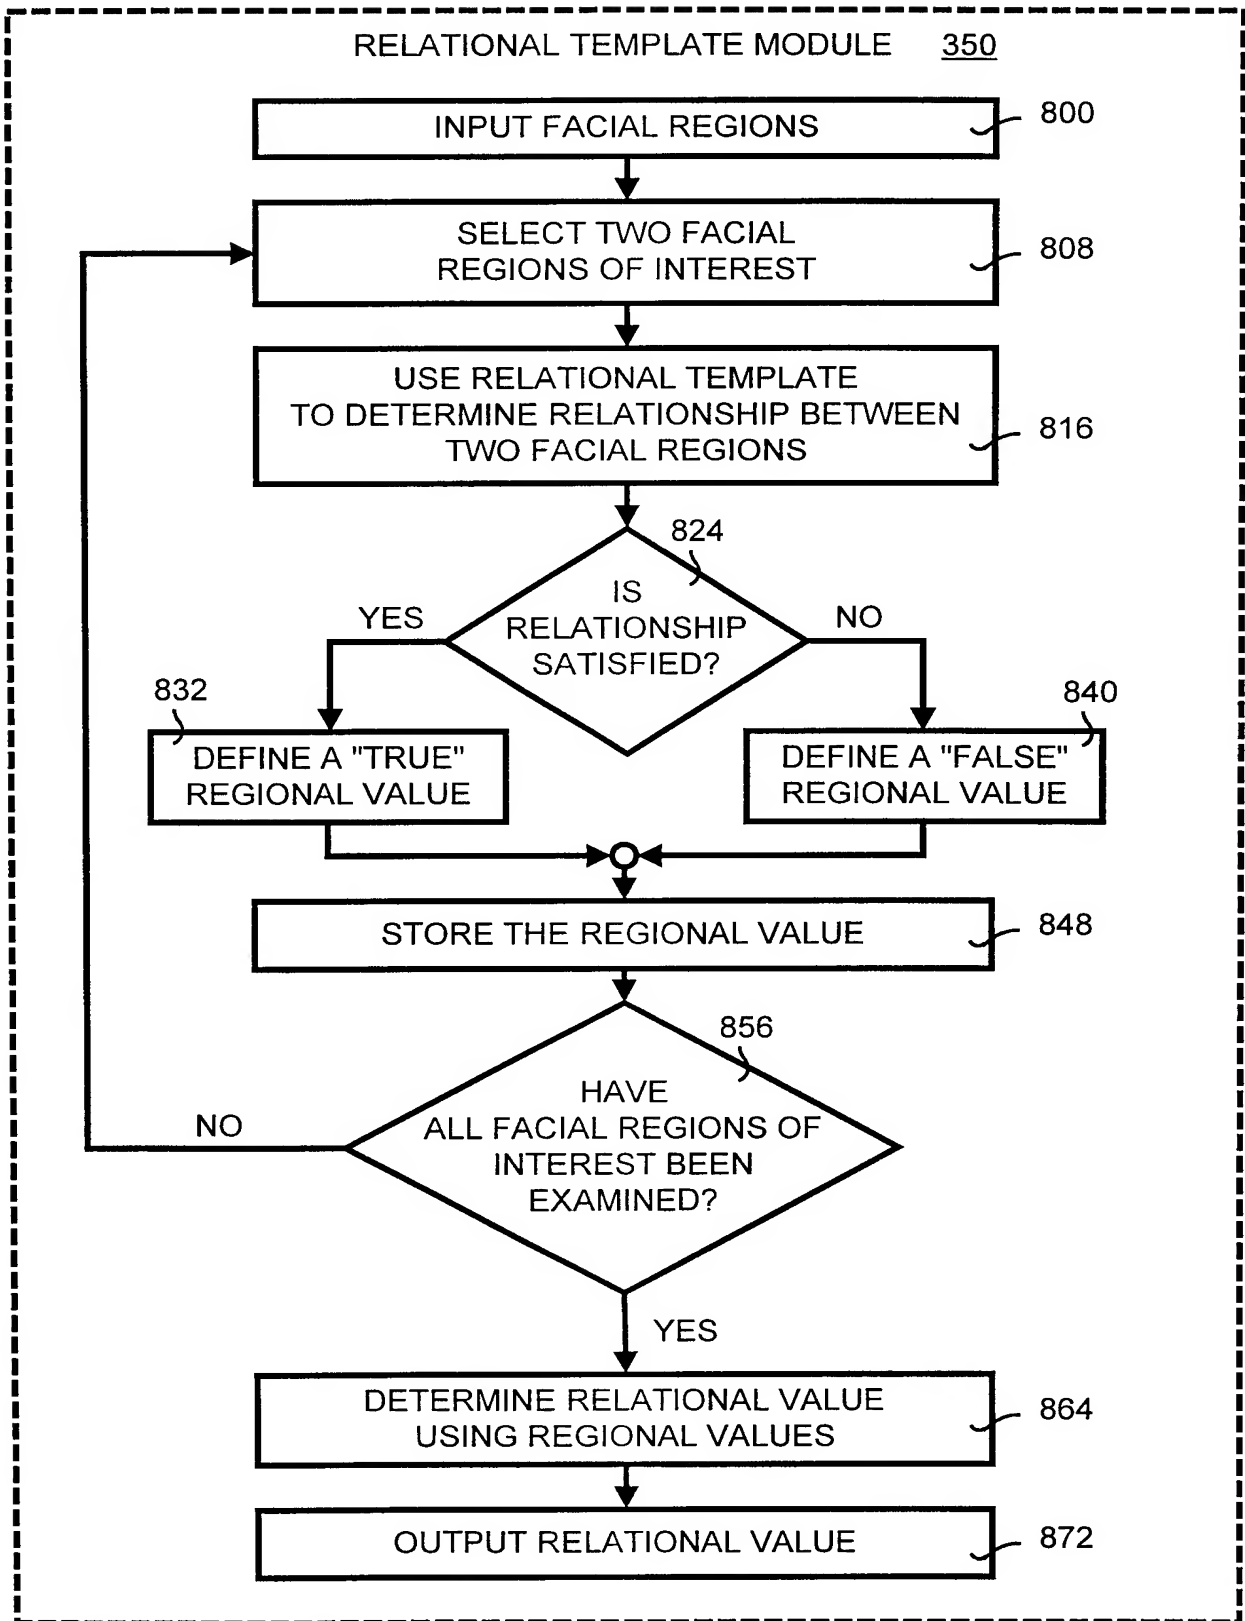 RELATIONAL TEMPLATE MODULE 350
INPUT FACIAL REGIONS
800
SELECT TWO FACIAL
REGIONS OF INTEREST
808
USE RELATIONAL TEMPLATE
TO DETERMINE RELATIONSHIP BETWEEN
TWO FACIAL REGIONS
816
824
IS
RELATIONSHIP
SATISFIED?
YES
NO
832
DEFINE A "TRUE"
REGIONAL VALUE
840
DEFINE A "FALSE"
REGIONAL VALUE
STORE THE REGIONAL VALUE
848
856
HAVE
ALL FACIAL REGIONS OF
INTEREST BEEN
EXAMINED?
NO
YES
DETERMINE RELATIONAL VALUE
USING REGIONAL VALUES
864
OUTPUT RELATIONAL VALUE
872